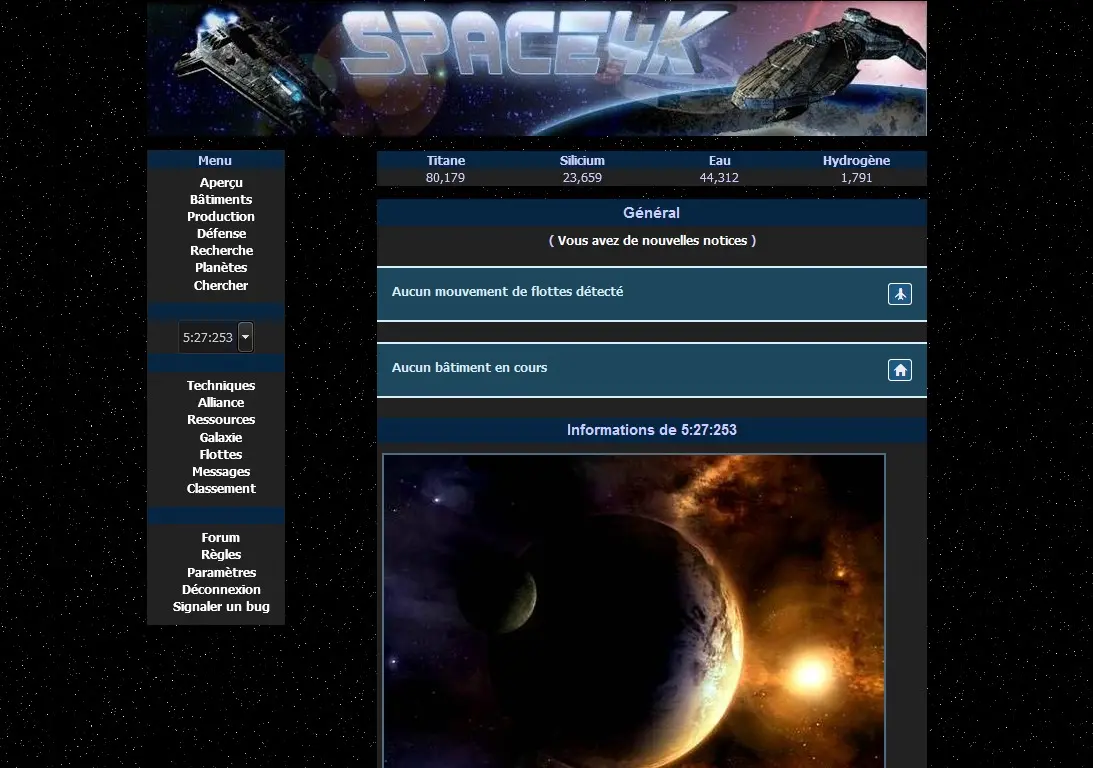 SPACE4K
Menu
Aperçu
Bâtiments
Production
Défense
Recherche
Planètes
Chercher
5:27:253
Techniques
Alliance
Ressources
Galaxie
Flottes
Messages
Classement
Forum
Règles
Paramètres
Déconnexion
Signaler un bug
Titane Silicium Eau Hydrogène
80,179 23,659 44,312 1,791
Général
( Vous avez de nouvelles notices )
Aucun mouvement de flottes détecté
Aucun bâtiment en cours
Informations de 5:27:253